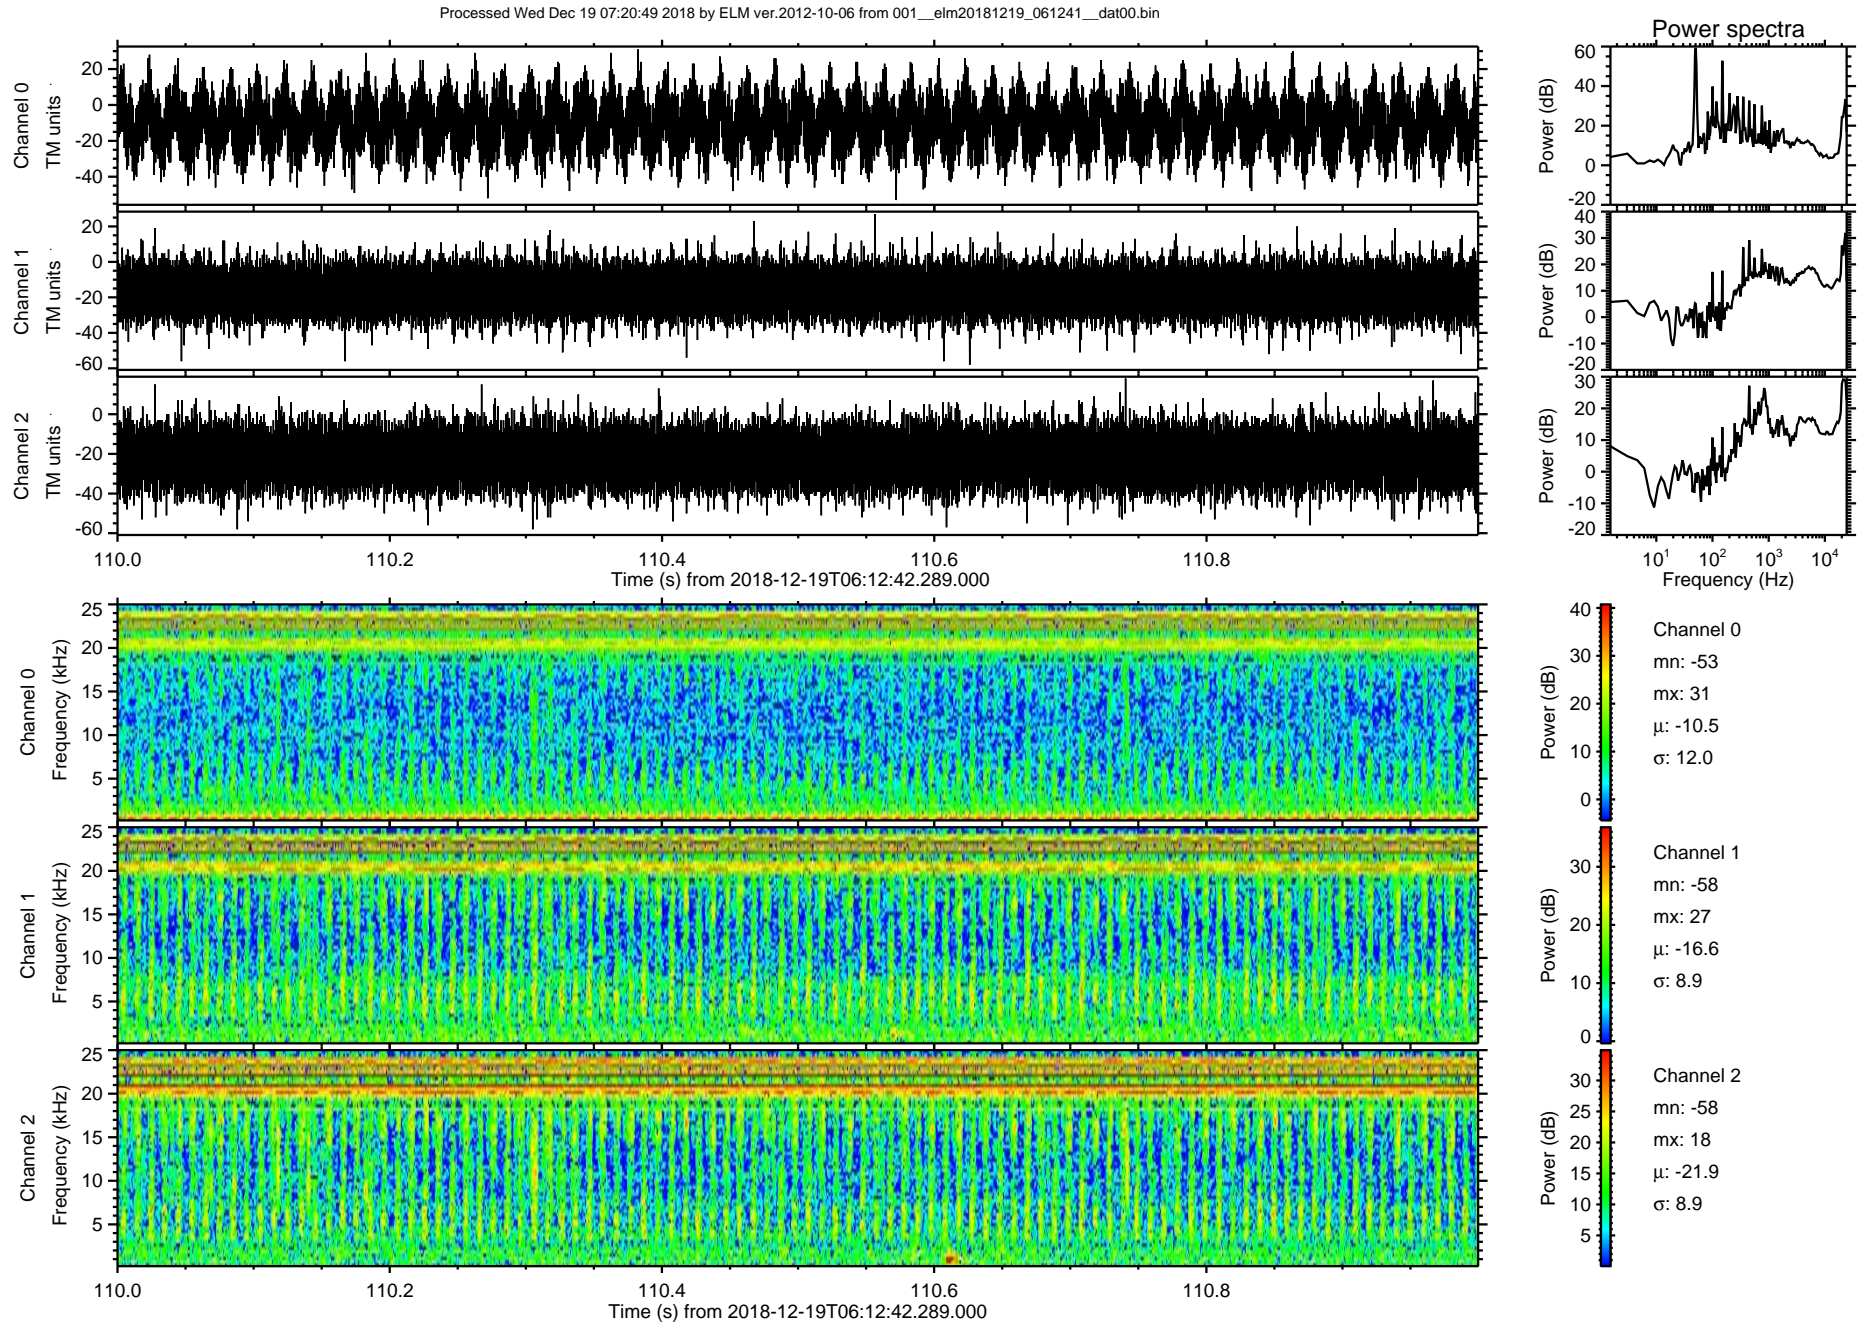 Processed Wed Dec 19 07:20:49 2018 by ELM ver.2012-10-06 from 001__elm20181219_061241__dat00.bin
Power spectra
Channel 0
TM units
20
0
-20
-40
Power (dB)
60
40
20
0
-20
Channel 1
TM units
20
0
-20
-40
-60
Power (dB)
40
30
20
10
0
-10
-20
Channel 2
TM units
0
-20
-40
-60
Power (dB)
30
20
10
0
-10
-20
110.0 110.2 110.4 110.6 110.8
Time (s) from 2018-12-19T06:12:42.289.000
10¹ 10² 10³ 10⁴
Frequency (Hz)
Channel 0
Frequency (kHz)
25
20
15
10
5
Power (dB)
40
30
20
10
0
Channel 0
mn: -53
mx: 31
μ: -10.5
σ: 12.0
Channel 1
Frequency (kHz)
25
20
15
10
5
Power (dB)
30
20
10
0
Channel 1
mn: -58
mx: 27
μ: -16.6
σ: 8.9
Channel 2
Frequency (kHz)
25
20
15
10
5
Power (dB)
30
25
20
15
10
5
Channel 2
mn: -58
mx: 18
μ: -21.9
σ: 8.9
110.0 110.2 110.4 110.6 110.8
Time (s) from 2018-12-19T06:12:42.289.000